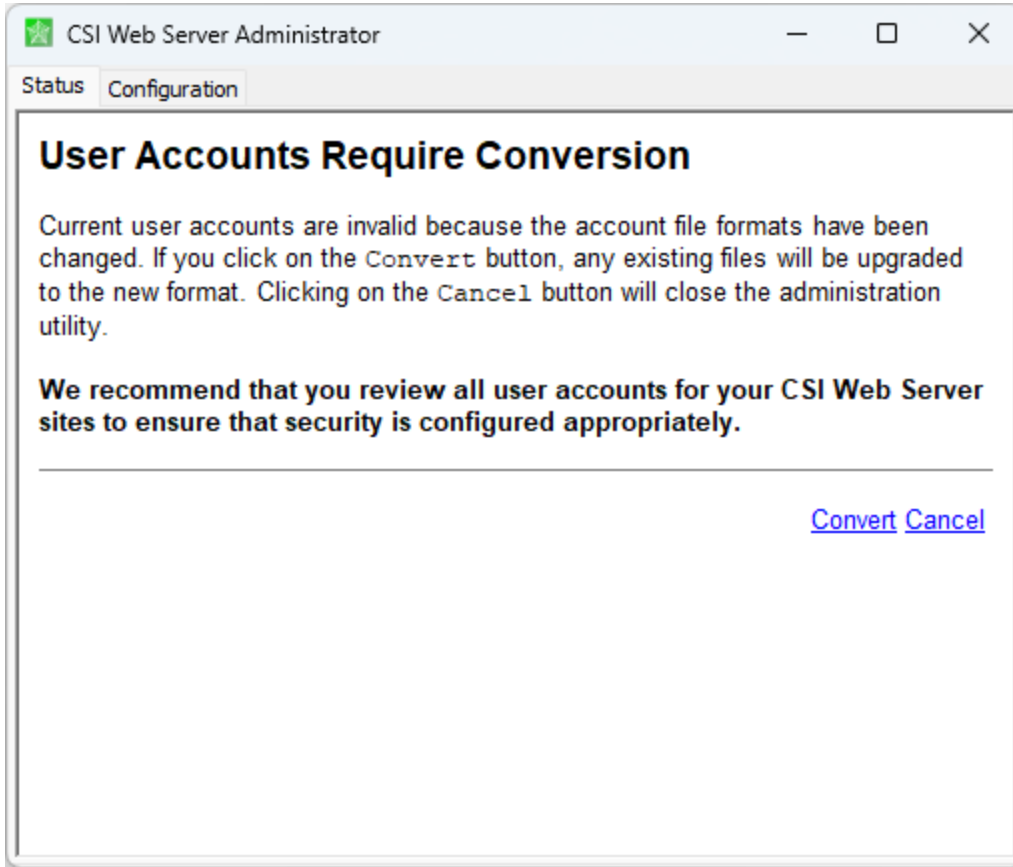 CSI Web Server Administrator
Status Configuration
User Accounts Require Conversion
Current user accounts are invalid because the account file formats have been
changed. If you click on the Convert button, any existing files will be upgraded
to the new format. Clicking on the Cancel button will close the administration
utility.
We recommend that you review all user accounts for your CSI Web Server
sites to ensure that security is configured appropriately.
Convert Cancel